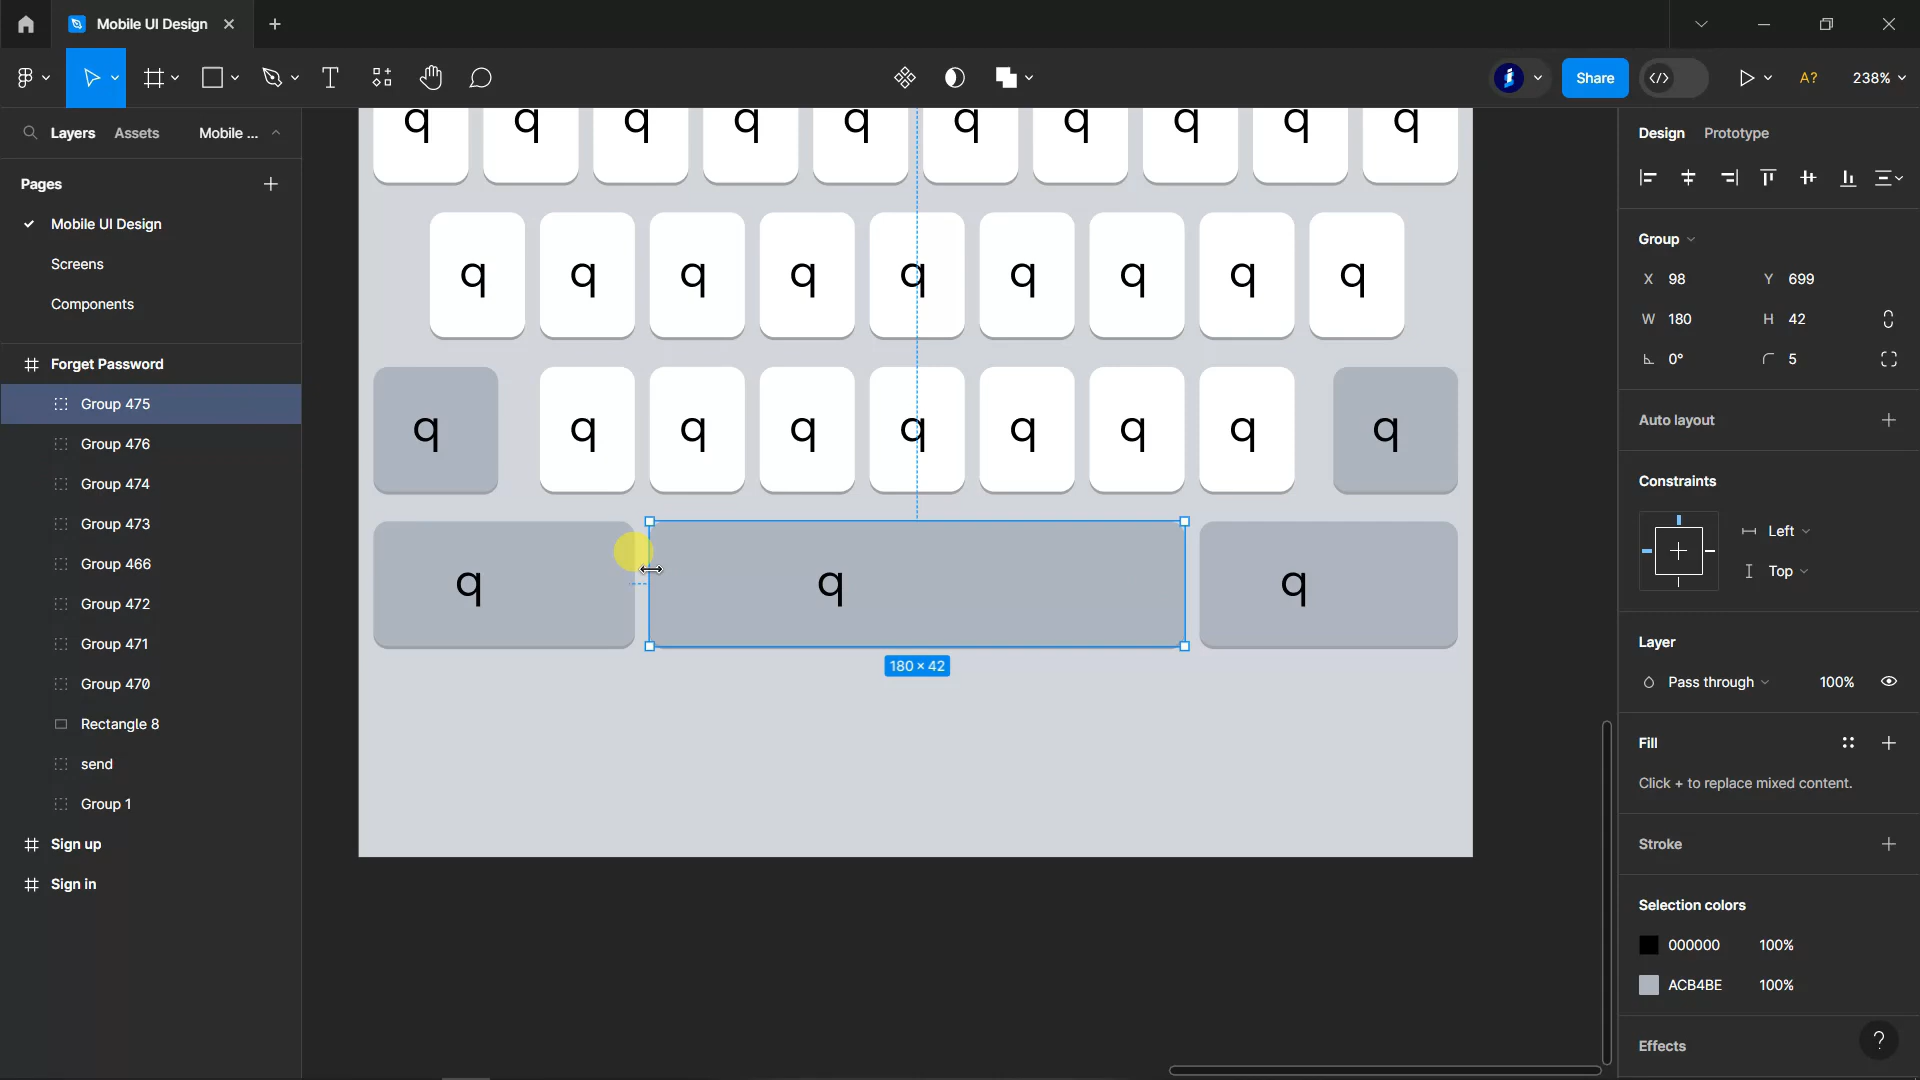 Mobile UI Design
Share
A?
238%
Layers
Assets
Mobile ...
Pages
Mobile UI Design
Screens
Components
Forget Password
Group 475
Group 476
Group 474
Group 473
Group 466
Group 472
Group 471
Group 470
Rectangle 8
send
Group 1
Sign up
Sign in
q q q q q q q q q q
q q q q q q q q q
q q q q q q q q q
q q q
180 × 42
Design
Prototype
Group
X 98 Y 699
W 180 H 42
0° 5
Auto layout
Constraints
Left
Top
Layer
Pass through 100%
Fill
Click + to replace mixed content.
Stroke
Selection colors
000000 100%
ACB4BE 100%
Effects
?